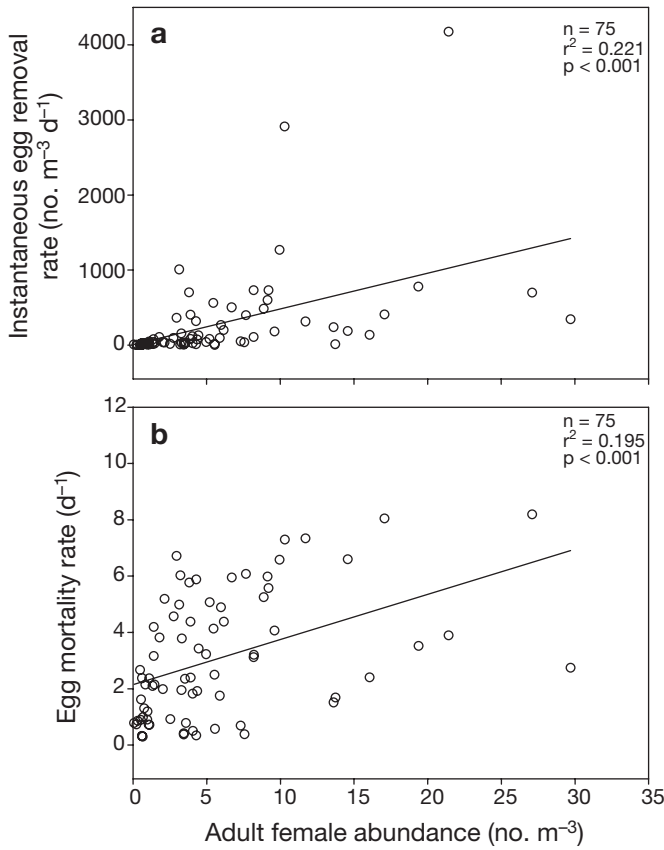 a
n = 75
r² = 0.221
p < 0.001
Instantaneous egg removal
rate (no. m⁻³ d⁻¹)
4000
3000
2000
1000
0
b
n = 75
r² = 0.195
p < 0.001
Egg mortality rate (d⁻¹)
12
10
8
6
4
2
0
0 5 10 15 20 25 30 35
Adult female abundance (no. m⁻³)